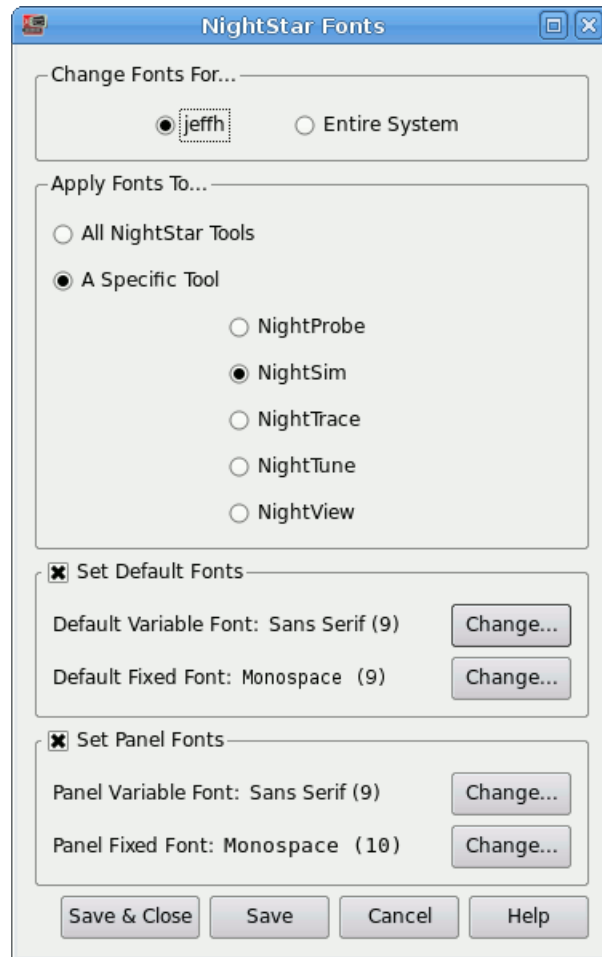 NightStar Fonts
Change Fonts For...
jeffh Entire System
Apply Fonts To...
All NightStar Tools
A Specific Tool
NightProbe
NightSim
NightTrace
NightTune
NightView
Set Default Fonts
Default Variable Font: Sans Serif (9) Change...
Default Fixed Font: Monospace (9) Change...
Set Panel Fonts
Panel Variable Font: Sans Serif (9) Change...
Panel Fixed Font: Monospace (10) Change...
Save & Close Save Cancel Help